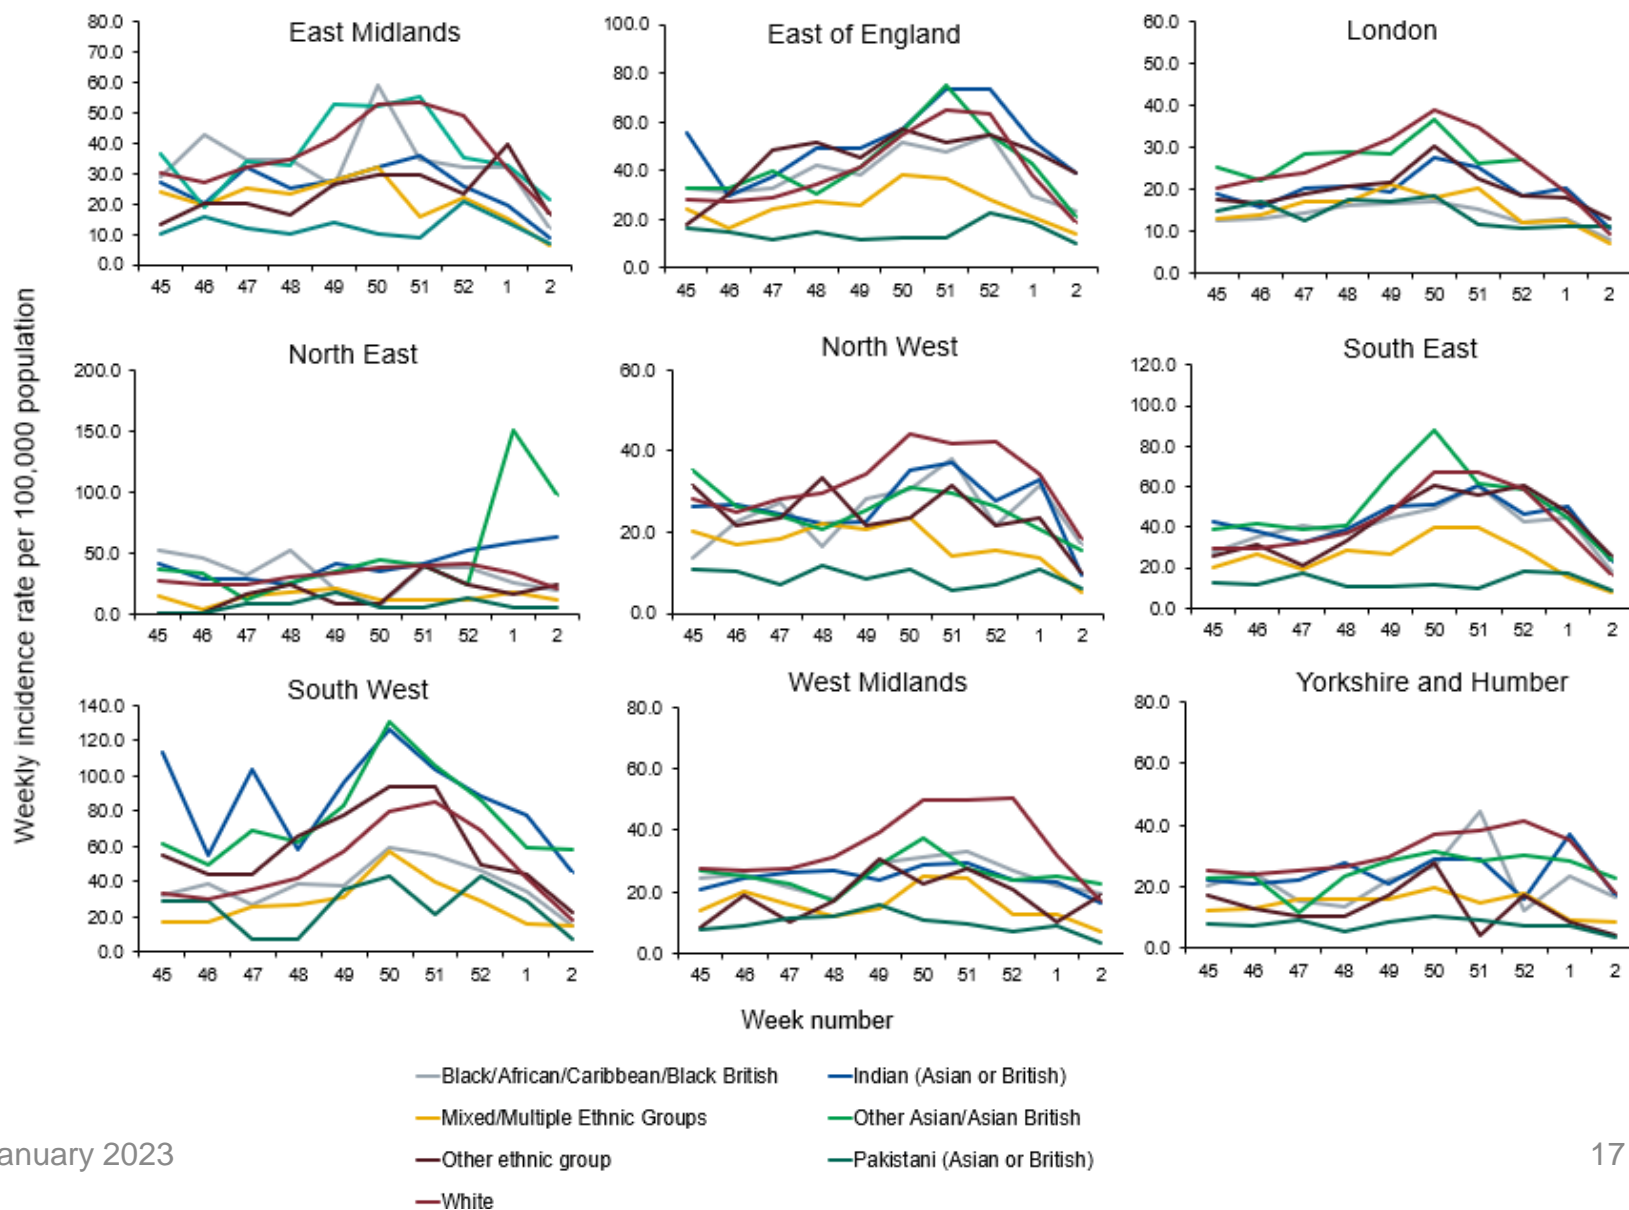 East Midlands
80.0
70.0
60.0
50.0
40.0
30.0
20.0
10.0
0.0
45 46 47 48 49 50 51 52 1 2
East of England
100.0
80.0
60.0
40.0
20.0
0.0
45 46 47 48 49 50 51 52 1 2
London
60.0
50.0
40.0
30.0
20.0
10.0
0.0
45 46 47 48 49 50 51 52 1 2
Weekly incidence rate per 100,000 population
North East
200.0
150.0
100.0
50.0
0.0
45 46 47 48 49 50 51 52 1 2
North West
60.0
40.0
20.0
0.0
45 46 47 48 49 50 51 52 1 2
South East
120.0
100.0
80.0
60.0
40.0
20.0
0.0
45 46 47 48 49 50 51 52 1 2
South West
140.0
120.0
100.0
80.0
60.0
40.0
20.0
0.0
45 46 47 48 49 50 51 52 1 2
West Midlands
80.0
60.0
40.0
20.0
0.0
45 46 47 48 49 50 51 52 1 2
Yorkshire and Humber
80.0
60.0
40.0
20.0
0.0
45 46 47 48 49 50 51 52 1 2
Week number
Black/African/Caribbean/Black British
Indian (Asian or British)
Mixed/Multiple Ethnic Groups
Other Asian/Asian British
Other ethnic group
Pakistani (Asian or British)
White
anuary 2023
17